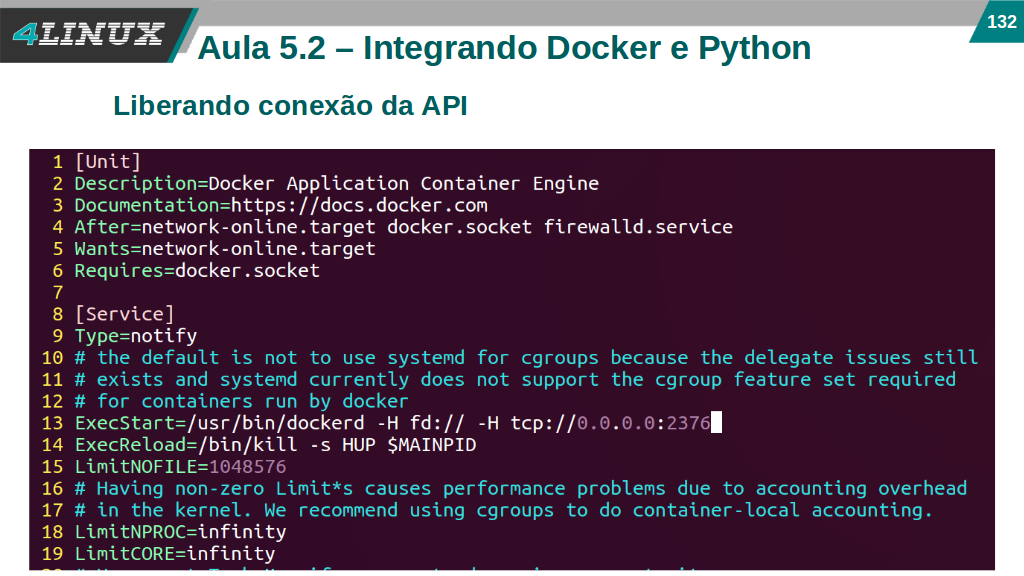 4LINUX
132
Aula 5.2 – Integrando Docker e Python
Liberando conexão da API
1 [Unit]
2 Description=Docker Application Container Engine
3 Documentation=https://docs.docker.com
4 After=network-online.target docker.socket firewalld.service
5 Wants=network-online.target
6 Requires=docker.socket
7
8 [Service]
9 Type=notify
10 # the default is not to use systemd for cgroups because the delegate issues still
11 # exists and systemd currently does not support the cgroup feature set required
12 # for containers run by docker
13 ExecStart=/usr/bin/dockerd -H fd:// -H tcp://0.0.0.0:2376
14 ExecReload=/bin/kill -s HUP $MAINPID
15 LimitNOFILE=1048576
16 # Having non-zero Limit*s causes performance problems due to accounting overhead
17 # in the kernel. We recommend using cgroups to do container-local accounting.
18 LimitNPROC=infinity
19 LimitCORE=infinity